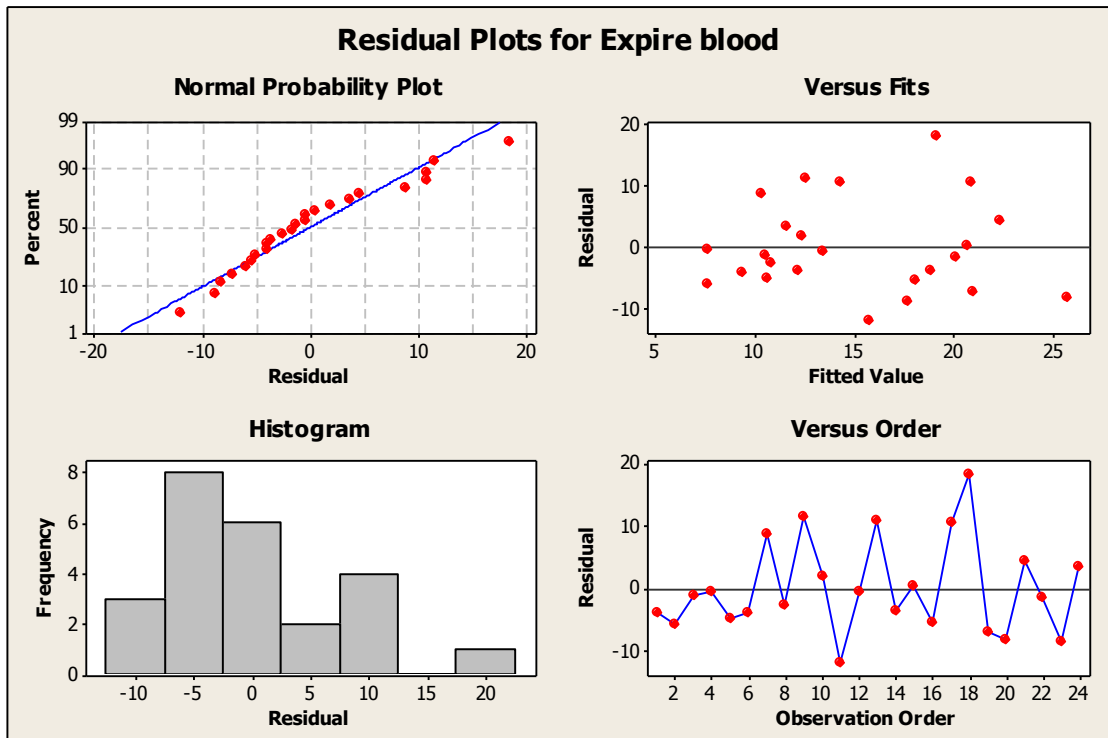 Residual Plots for Expire blood
Normal Probability Plot
99
90
50
10
1
Percent
-20 -10 0 10 20
Residual
Versus Fits
20
10
0
-10
Residual
5 10 15 20 25
Fitted Value
Histogram
8
6
4
2
0
Frequency
-10 -5 0 5 10 15 20
Residual
Versus Order
20
10
0
-10
Residual
2 4 6 8 10 12 14 16 18 20 22 24
Observation Order